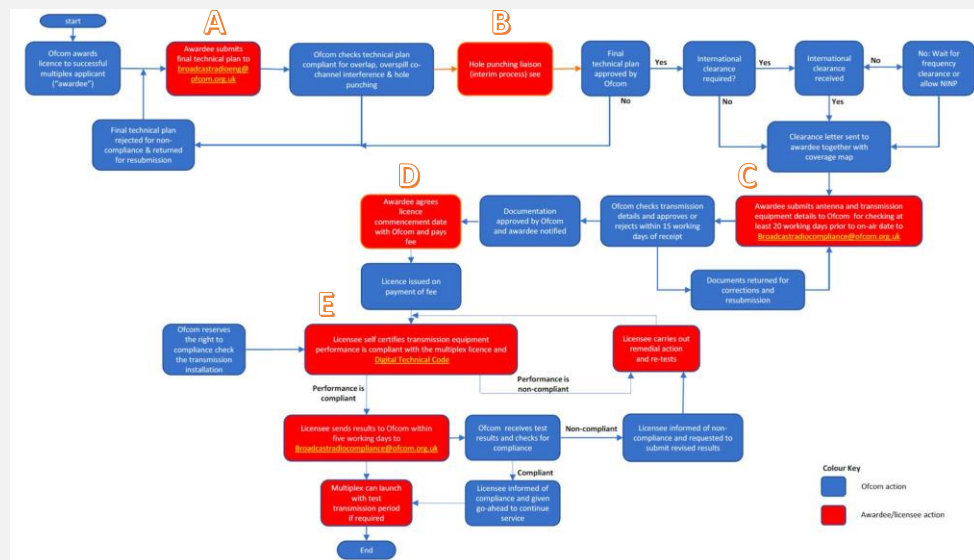 A
B
start
Ofcom awards
licence to successful
multiplex applicant
("awardee")
Awardee submits
final technical plan to
broadcastradioeng@
ofcom.org.uk
Ofcom checks technical plan
compliant for overlap, overspill co-
channel interference & hole
punching
Hole punching liaison
(interim process) see
Final
technical plan
approved by
Ofcom
Yes
International
clearance
required?
Yes
International
clearance
received
No
No: Wait for
frequency
clearance or
allow NINP
No
No
Yes
Final technical plan
rejected for non-
compliance & returned
for resubmission
Clearance letter sent to
awardee together with
coverage map
D
C
Awardee agrees
licence
commencement date
with Ofcom and pays
fee
Documentation
approved by Ofcom
and awardee notified
Ofcom checks transmission
details and approves or
rejects within 15 working
days of receipt
Awardee submits antenna and transmission
equipment details to Ofcom for checking at
least 20 working days prior to on-air date to
Broadcastradiocompliance@ofcom.org.uk
Licence issued on
payment of fee
Documents returned for
corrections and
resubmission
E
Ofcom reserves
the right to
compliance check
the transmission
installation
Licensee self certifies transmission equipment
performance is compliant with the multiplex licence and
Digital Technical Code
Licensee carries out
remedial action
and re-tests
Performance is
compliant
Performance is
non-compliant
Licensee sends results to Ofcom within
five working days to
Broadcastradiocompliance@ofcom.org.uk
Ofcom receives test
results and checks for
compliance
Non-compliant
Licensee informed of non-
compliance and requested to
submit revised results
Compliant
Multiplex can launch
with test
transmission period
if required
Licensee informed of
compliance and given
go-ahead to continue
service
End
Colour Key
Ofcom action
Awardee/licensee action